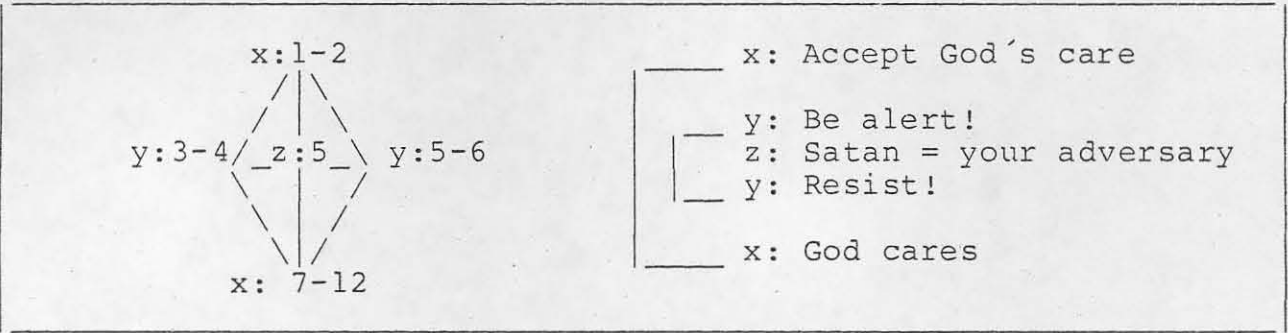 x:1-2
y:3-4 z:5 y:5-6
x: 7-12
x: Accept God´s care
y: Be alert!
z: Satan = your adversary
y: Resist!
x: God cares